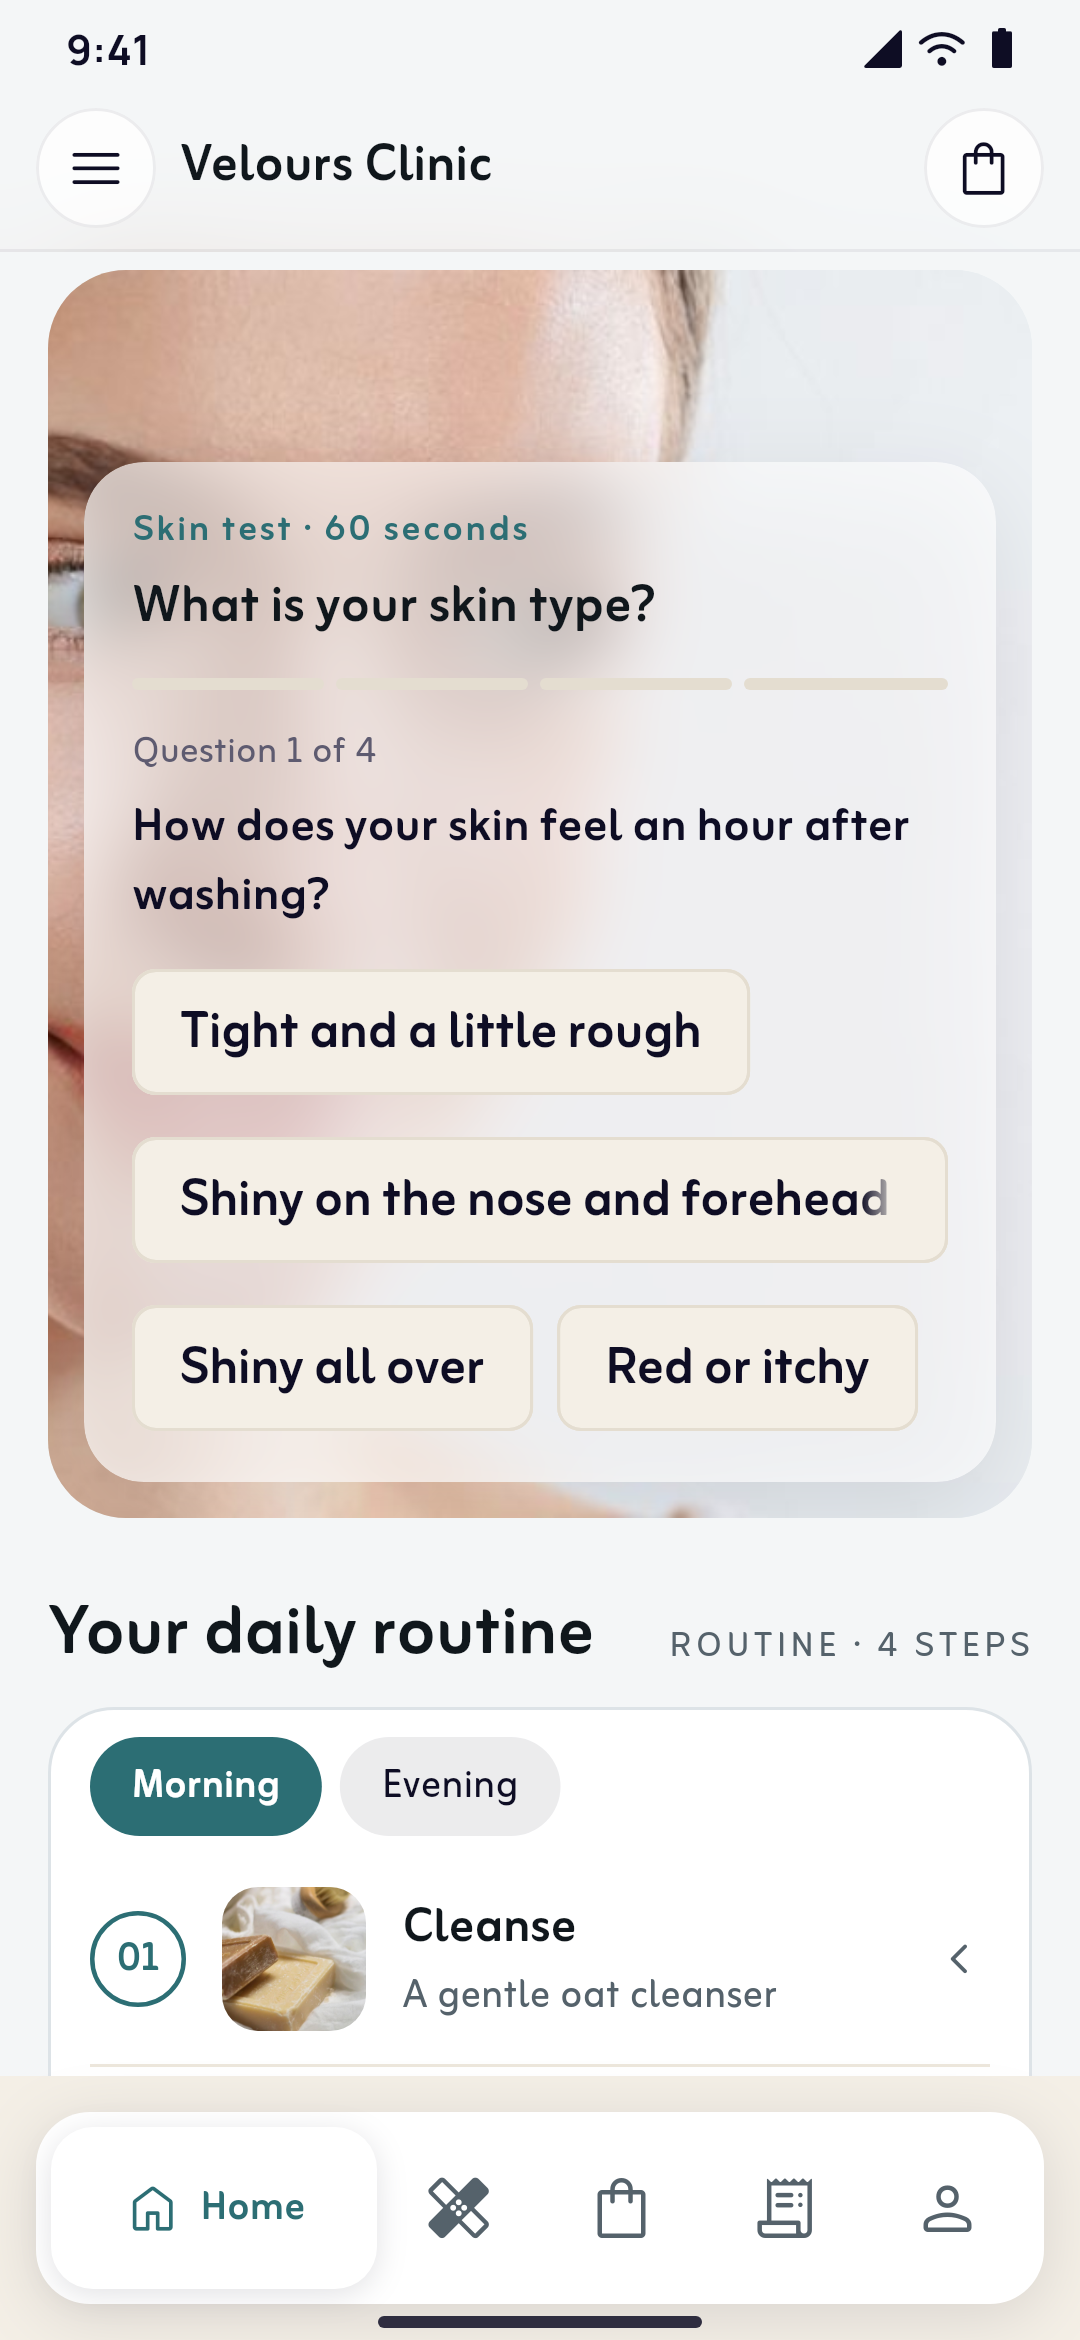 9:41
Velours Clinic
Skin test · 60 seconds
What is your skin type?
Question 1 of 4
How does your skin feel an hour after
washing?
Tight and a little rough
Shiny on the nose and forehead
Shiny all over
Red or itchy
Your daily routine
ROUTINE · 4 STEPS
Morning
Evening
01
Cleanse
A gentle oat cleanser
Home